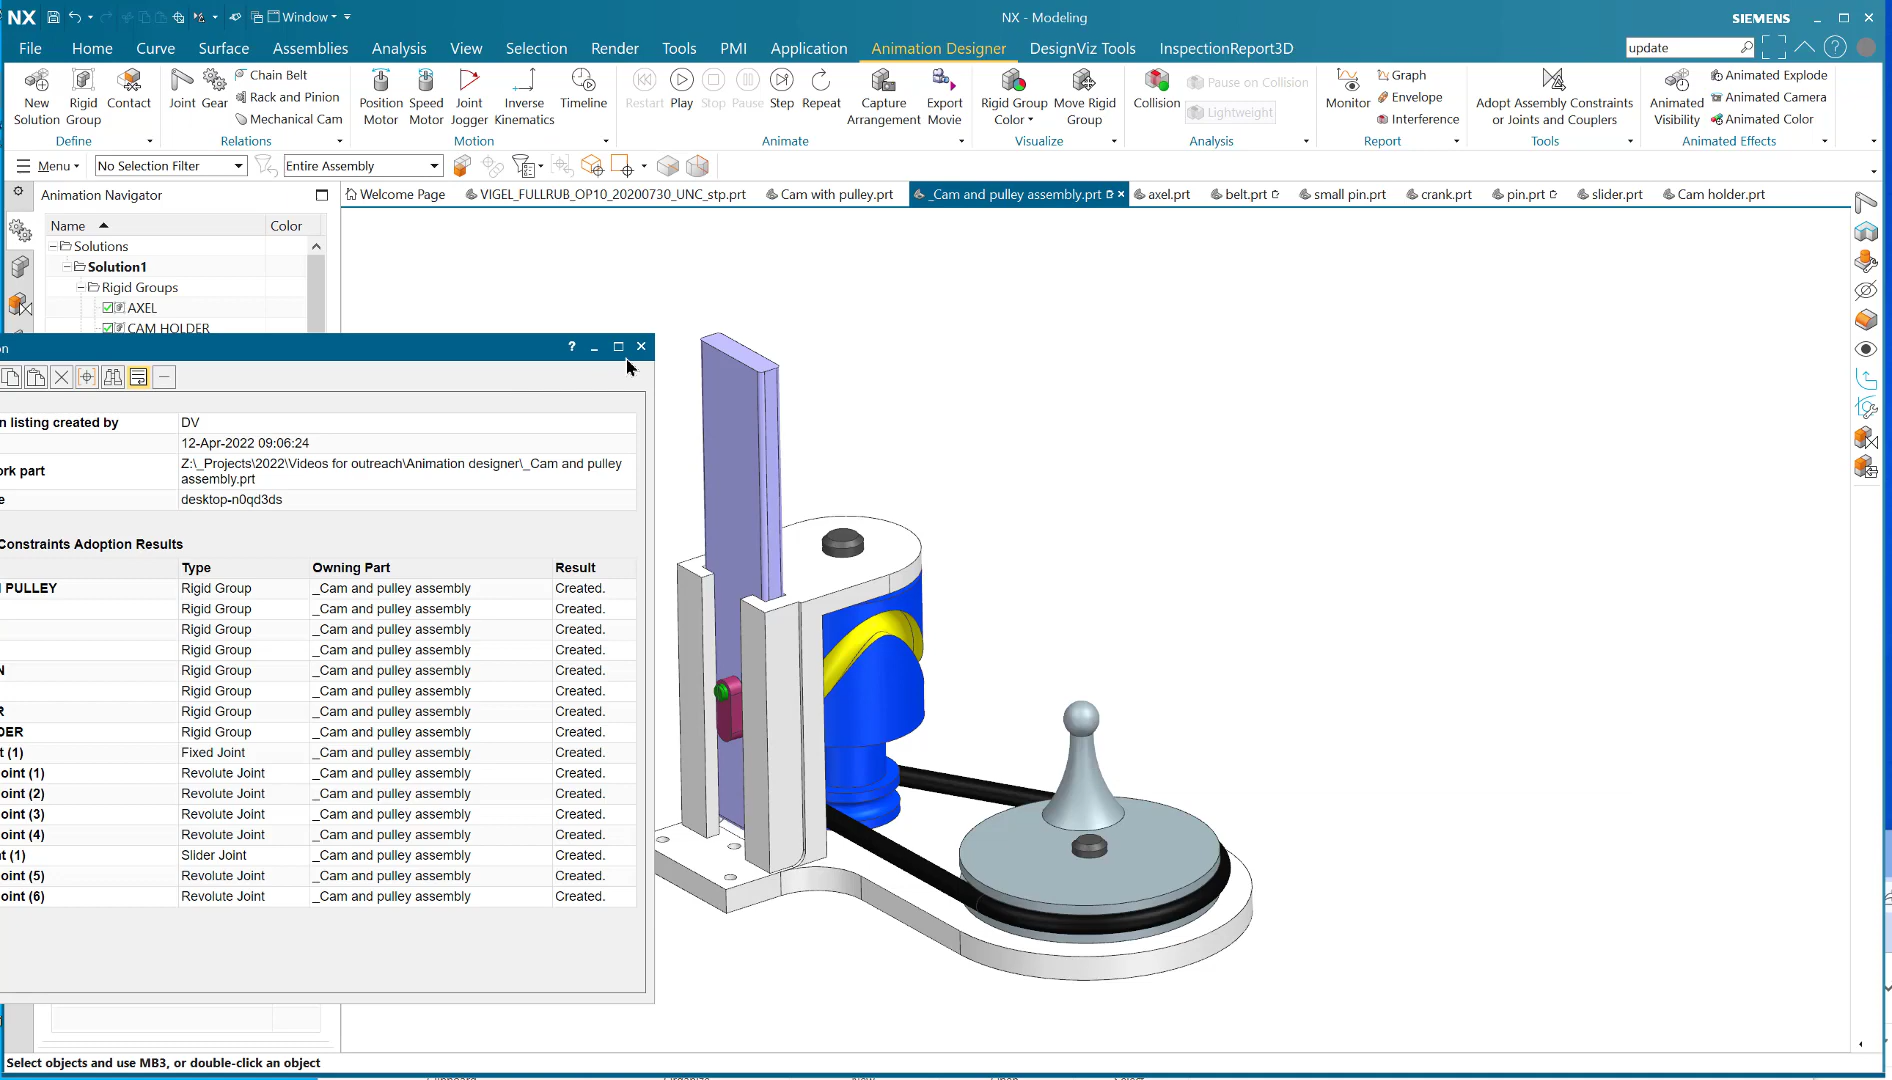 NX Window NX - Modeling SIEMENS
File Home Curve Surface Assemblies Analysis View Selection Render Tools PMI Application Animation Designer DesignViz Tools InspectionReport3D update
New Solution
Rigid Group
Contact
Define
Joint
Gear
Chain Belt
Rack and Pinion
Mechanical Cam
Relations
Position Motor
Speed Motor
Joint Jogger
Inverse Kinematics
Timeline
Motion
Restart
Play
Stop
Pause
Step
Repeat
Capture Arrangement
Export Movie
Animate
Rigid Group Color
Move Rigid Group
Visualize
Collision
Pause on Collision
Lightweight
Analysis
Monitor
Graph
Envelope
Interference
Report
Adopt Assembly Constraints
or Joints and Couplers
Tools
Animated Visibility
Animated Explode
Animated Camera
Animated Color
Animated Effects
Menu No Selection Filter Entire Assembly
Animation Navigator
Welcome Page VIGEL_FULLRUB_OP10_20200730_UNC_stp.prt Cam with pulley.prt _Cam and pulley assembly.prt axel.prt belt.prt small pin.prt crank.prt pin.prt slider.prt Cam holder.prt
Name Color
Solutions
Solution1
Rigid Groups
AXEL
CAM HOLDER
on
n listing created by DV
12-Apr-2022 09:06:24
ork part Z:\_Projects\2022\Videos for outreach\Animation designer\_Cam and pulley
assembly.prt
e desktop-n0qd3ds
Constraints Adoption Results
Type Owning Part Result
PULLEY Rigid Group _Cam and pulley assembly Created.
Rigid Group _Cam and pulley assembly Created.
Rigid Group _Cam and pulley assembly Created.
Rigid Group _Cam and pulley assembly Created.
N Rigid Group _Cam and pulley assembly Created.
Rigid Group _Cam and pulley assembly Created.
R Rigid Group _Cam and pulley assembly Created.
DER Rigid Group _Cam and pulley assembly Created.
t (1) Fixed Joint _Cam and pulley assembly Created.
oint (1) Revolute Joint _Cam and pulley assembly Created.
oint (2) Revolute Joint _Cam and pulley assembly Created.
oint (3) Revolute Joint _Cam and pulley assembly Created.
oint (4) Revolute Joint _Cam and pulley assembly Created.
t (1) Slider Joint _Cam and pulley assembly Created.
oint (5) Revolute Joint _Cam and pulley assembly Created.
oint (6) Revolute Joint _Cam and pulley assembly Created.
Select objects and use MB3, or double-click an object